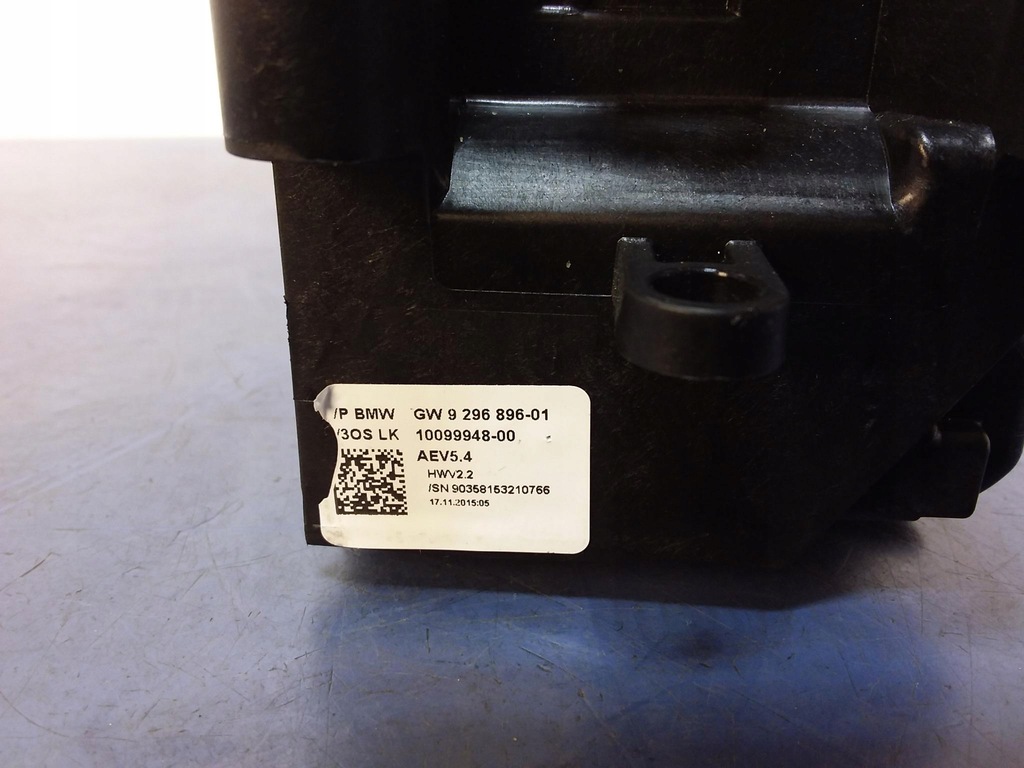 /P BMW GW 9 296 896-01
/3OS LK 10099948-00
AEV5.4
HWV2.2
/SN 90358153210766
17.11.2015:05